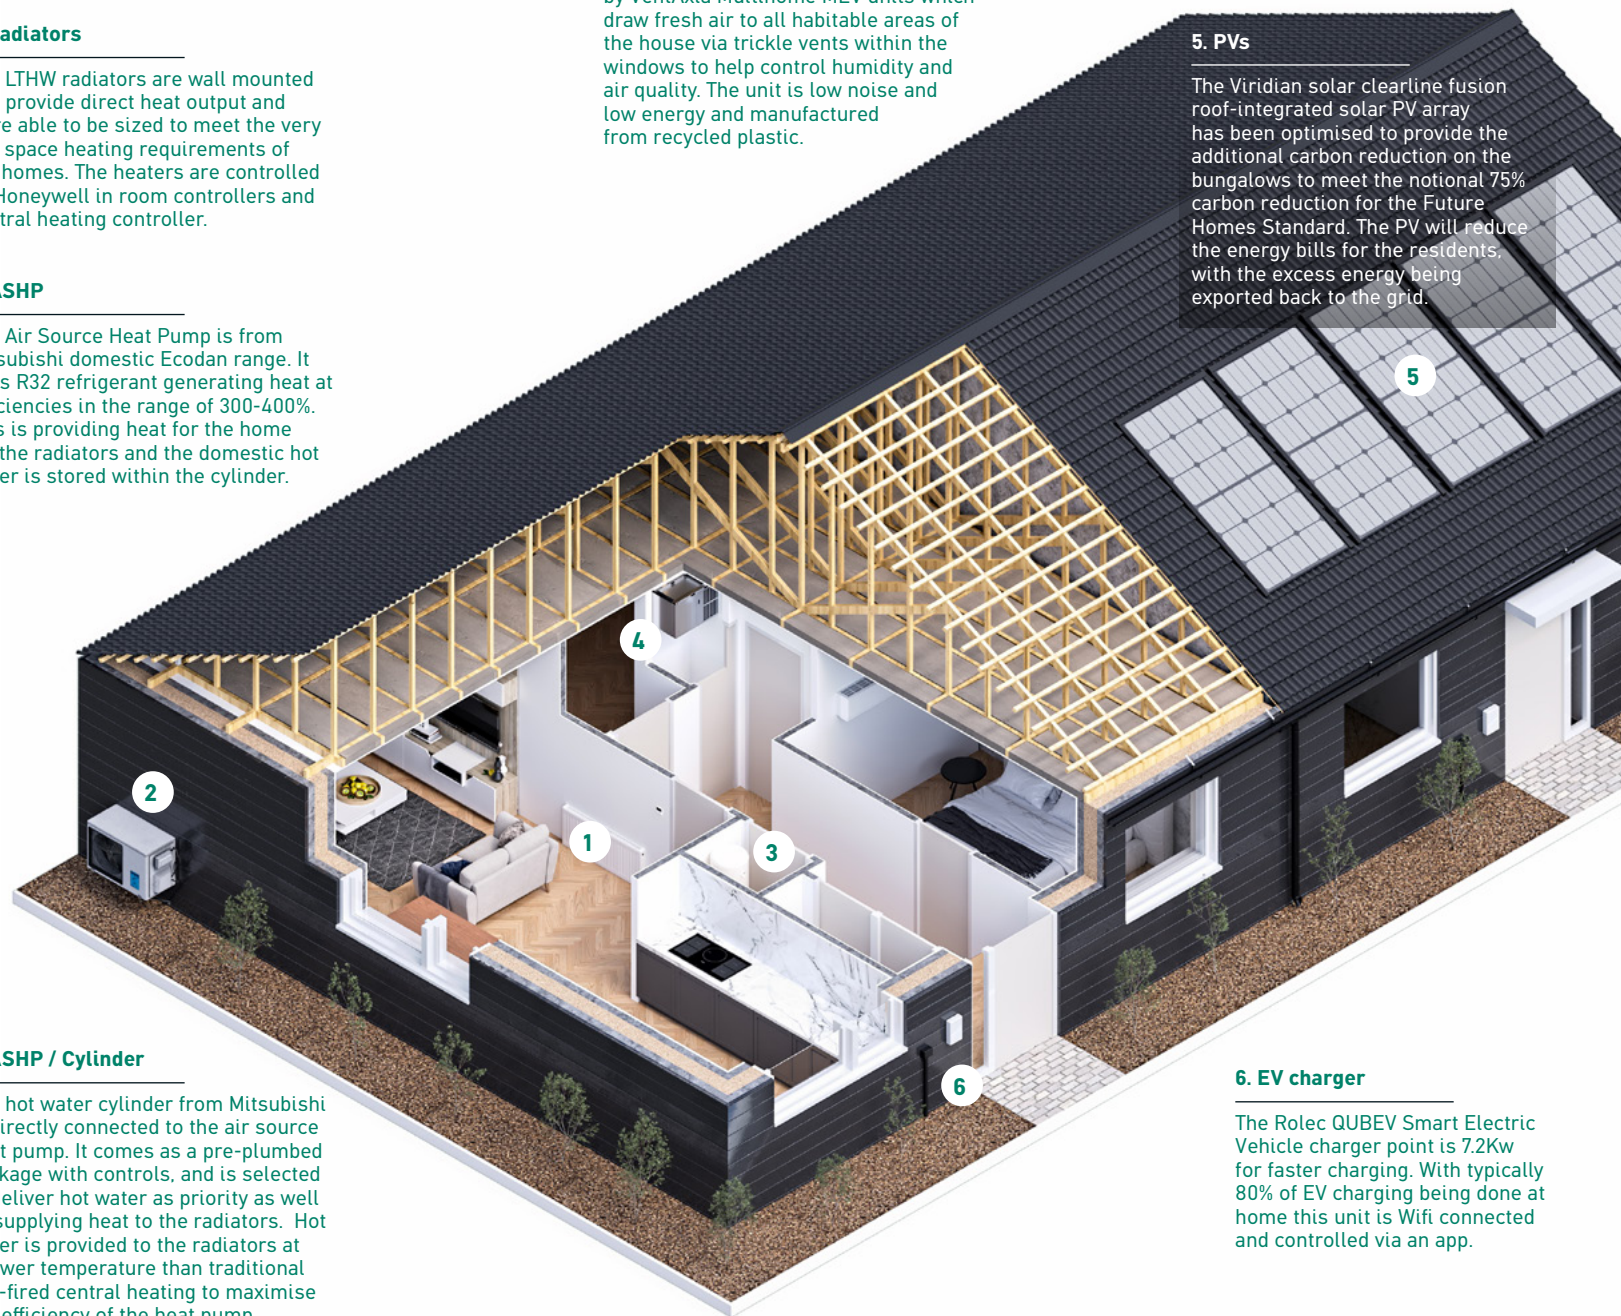 adiators
LTHW radiators are wall mounted
provide direct heat output and
e able to be sized to meet the very
space heating requirements of
homes. The heaters are controlled
Honeywell in room controllers and
tral heating controller.
ASHP
Air Source Heat Pump is from
subishi domestic Ecodan range. It
s R32 refrigerant generating heat at
ciencies in the range of 300-400%.
s is providing heat for the home
the radiators and the domestic hot
er is stored within the cylinder.
ASHP / Cylinder
hot water cylinder from Mitsubishi
irectly connected to the air source
t pump. It comes as a pre-plumbed
kage with controls, and is selected
eliver hot water as priority as well
supplying heat to the radiators. Hot
er is provided to the radiators at
wer temperature than traditional
-fired central heating to maximise
efficiency of the heat pump
by VentAxia Multihome MEV units which
draw fresh air to all habitable areas of
the house via trickle vents within the
windows to help control humidity and
air quality. The unit is low noise and
low energy and manufactured
from recycled plastic.
5. PVs
The Viridian solar clearline fusion
roof-integrated solar PV array
has been optimised to provide the
additional carbon reduction on the
bungalows to meet the notional 75%
carbon reduction for the Future
Homes Standard. The PV will reduce
the energy bills for the residents,
with the excess energy being
exported back to the grid.
5
4
2
1
3
6
6. EV charger
The Rolec QUBEV Smart Electric
Vehicle charger point is 7.2Kw
for faster charging. With typically
80% of EV charging being done at
home this unit is Wifi connected
and controlled via an app.